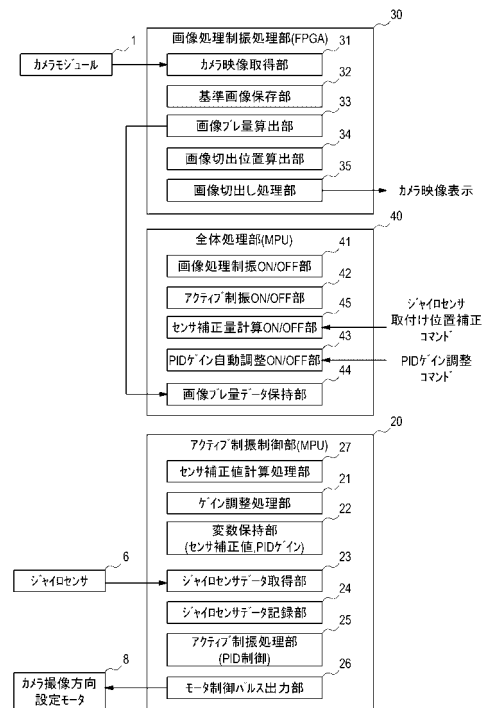 30
画像処理制振処理部(FPGA)
1
31
カメラモジュール
カメラ映像取得部
32
基準画像保存部
33
画像ブレ量算出部
34
画像切出位置算出部
35
画像切出し処理部
カメラ映像表示
40
全体処理部(MPU)
41
画像処理制振ON/OFF部
42
アクティブ制振ON/OFF部
45
センサ補正量計算ON/OFF部
ジャイロセンサ
取付け位置補正
コマンド
43
PIDゲイン自動調整ON/OFF部
PIDゲイン調整
コマンド
44
画像ブレ量データ保持部
20
アクティブ制振制御部(MPU)
27
センサ補正値計算処理部
21
ゲイン調整処理部
22
変数保持部
(センサ補正値,PIDゲイン)
6
23
ジャイロセンサ
ジャイロセンサデータ取得部
24
ジャイロセンサデータ記録部
25
アクティブ制振処理部
(PID制御)
8
26
カメラ撮像方向
設定モータ
モータ制御パルス出力部